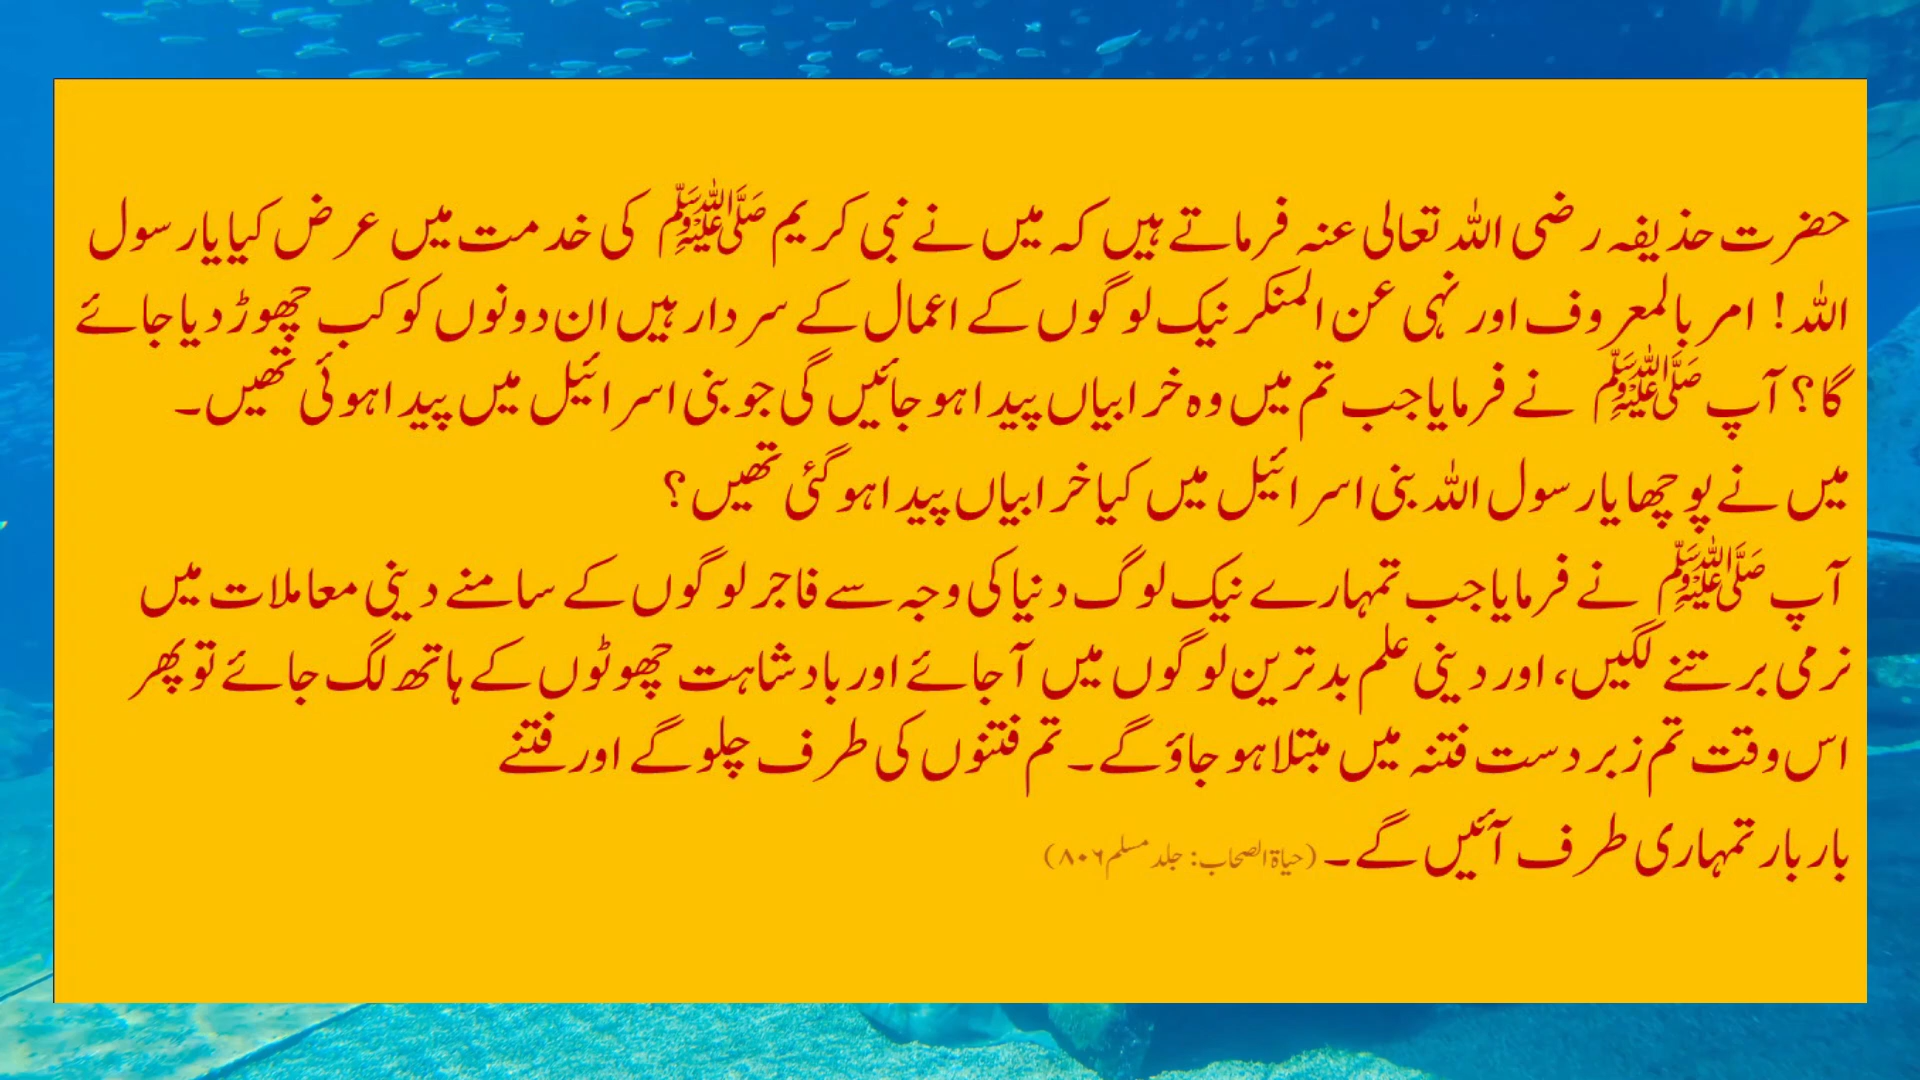 حضرت حذیفہ رضی اللہ تعالی عنہ فرماتے ہیں کہ میں نے نبی کریم ﷺ کی خدمت میں عرض کیا یا رسول
اللہ! امر بالمعروف اور نہی عن المنکر نیک لوگوں کے اعمال کے سردار ہیں ان دونوں کو کب چھوڑ دیا جائے
گا؟ آپ ﷺ نے فرمایا جب تم میں وہ خرابیاں پیدا ہو جائیں گی جو بنی اسرائیل میں پیدا ہوئی تھیں۔
میں نے پوچھا یا رسول اللہ بنی اسرائیل میں کیا خرابیاں پیدا ہو گئی تھیں؟
آپ ﷺ نے فرمایا جب تمہارے نیک لوگ دنیا کی وجہ سے فاجر لوگوں کے سامنے دینی معاملات میں
نرمی برتنے لگیں، اور دینی علم بدترین لوگوں میں آجائے اور بادشاہت چھوٹوں کے ہاتھ لگ جائے تو پھر
اس وقت تم زبردست فتنہ میں مبتلا ہو جاؤ گے۔ تم فتنوں کی طرف چلو گے اور فتنے
بار بار تمہاری طرف آئیں گے۔ (حیاۃ الصحاب: جلد مسلم ۸۰۶)